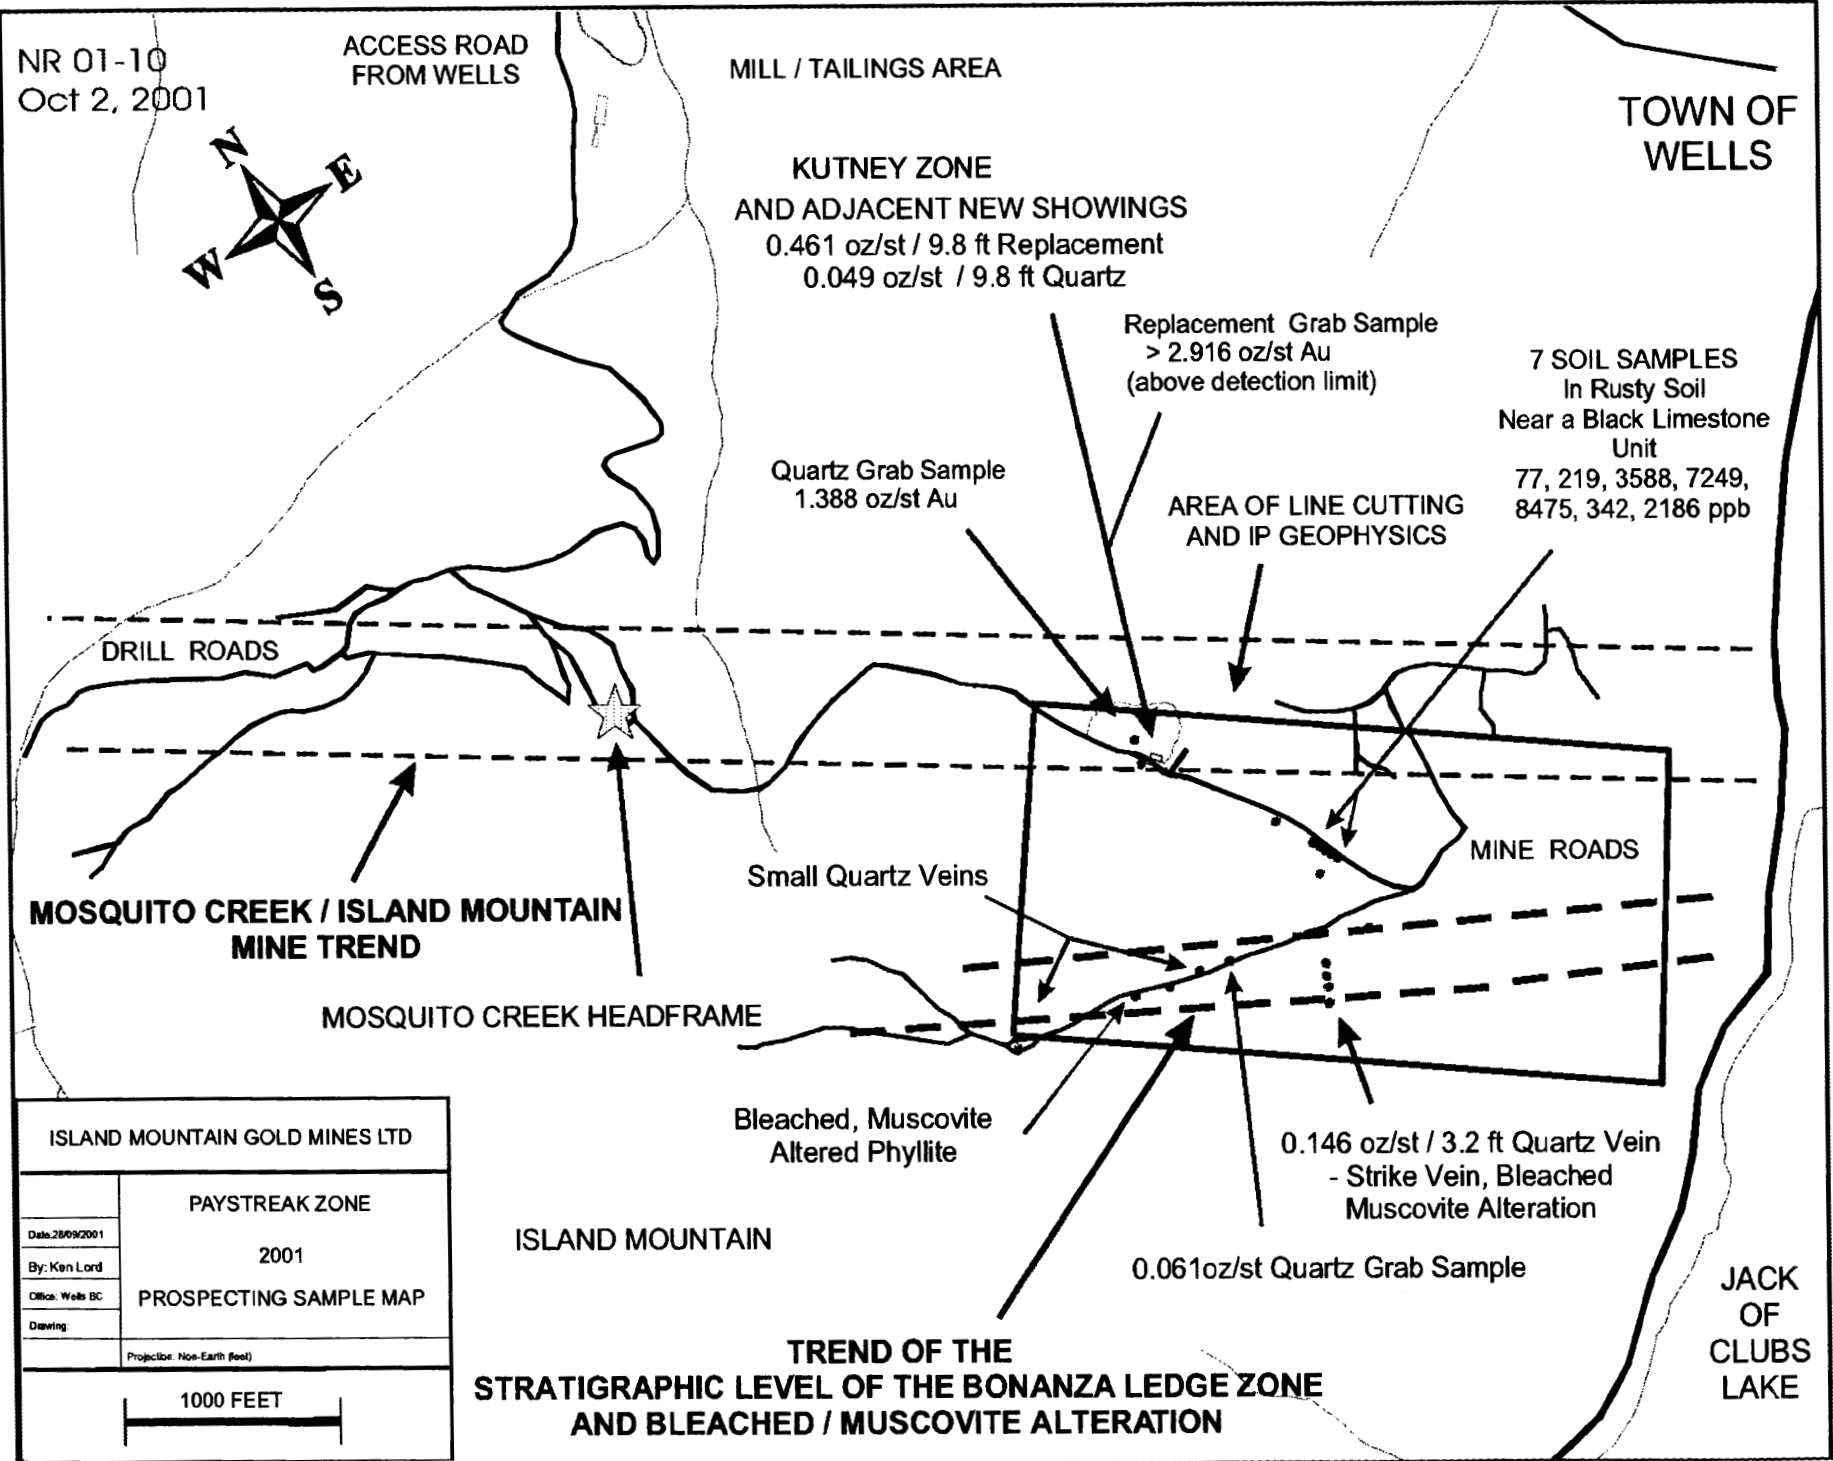 NR 01-10
Oct 2, 2001
ACCESS ROAD
FROM WELLS
MILL / TAILINGS AREA
TOWN OF
WELLS
N
E
W
S
KUTNEY ZONE
AND ADJACENT NEW SHOWINGS
0.461 oz/st / 9.8 ft Replacement
0.049 oz/st / 9.8 ft Quartz
Replacement Grab Sample
> 2.916 oz/st Au
(above detection limit)
7 SOIL SAMPLES
In Rusty Soil
Near a Black Limestone
Unit
77, 219, 3588, 7249,
8475, 342, 2186 ppb
Quartz Grab Sample
1.388 oz/st Au
AREA OF LINE CUTTING
AND IP GEOPHYSICS
DRILL ROADS
MINE ROADS
Small Quartz Veins
MOSQUITO CREEK / ISLAND MOUNTAIN
MINE TREND
MOSQUITO CREEK HEADFRAME
Bleached, Muscovite
Altered Phyllite
0.146 oz/st / 3.2 ft Quartz Vein
- Strike Vein, Bleached
Muscovite Alteration
ISLAND MOUNTAIN
0.061oz/st Quartz Grab Sample
JACK
OF
CLUBS
LAKE
TREND OF THE
STRATIGRAPHIC LEVEL OF THE BONANZA LEDGE ZONE
AND BLEACHED / MUSCOVITE ALTERATION
ISLAND MOUNTAIN GOLD MINES LTD
PAYSTREAK ZONE
2001
PROSPECTING SAMPLE MAP
Date:28/09/2001
By: Ken Lord
Office: Wells BC
Drawing:
Projection: Non-Earth (feet)
1000 FEET